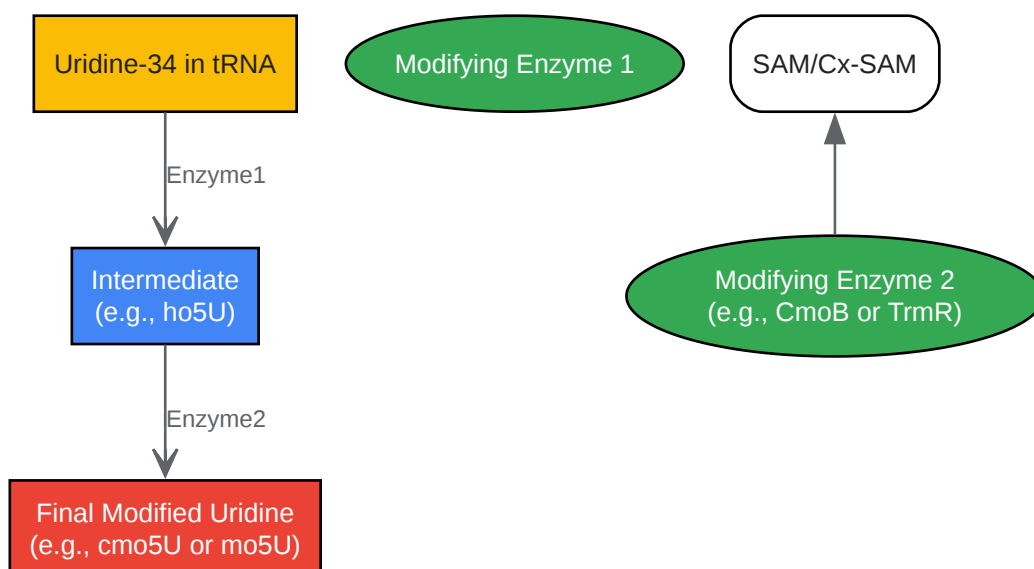 Uridine-34 in tRNA
Modifying Enzyme 1
SAM/Cx-SAM
Enzyme1
Intermediate
(e.g., ho5U)
Modifying Enzyme 2
(e.g., CmoB or TrmR)
Enzyme2
Final Modified Uridine
(e.g., cmo5U or mo5U)